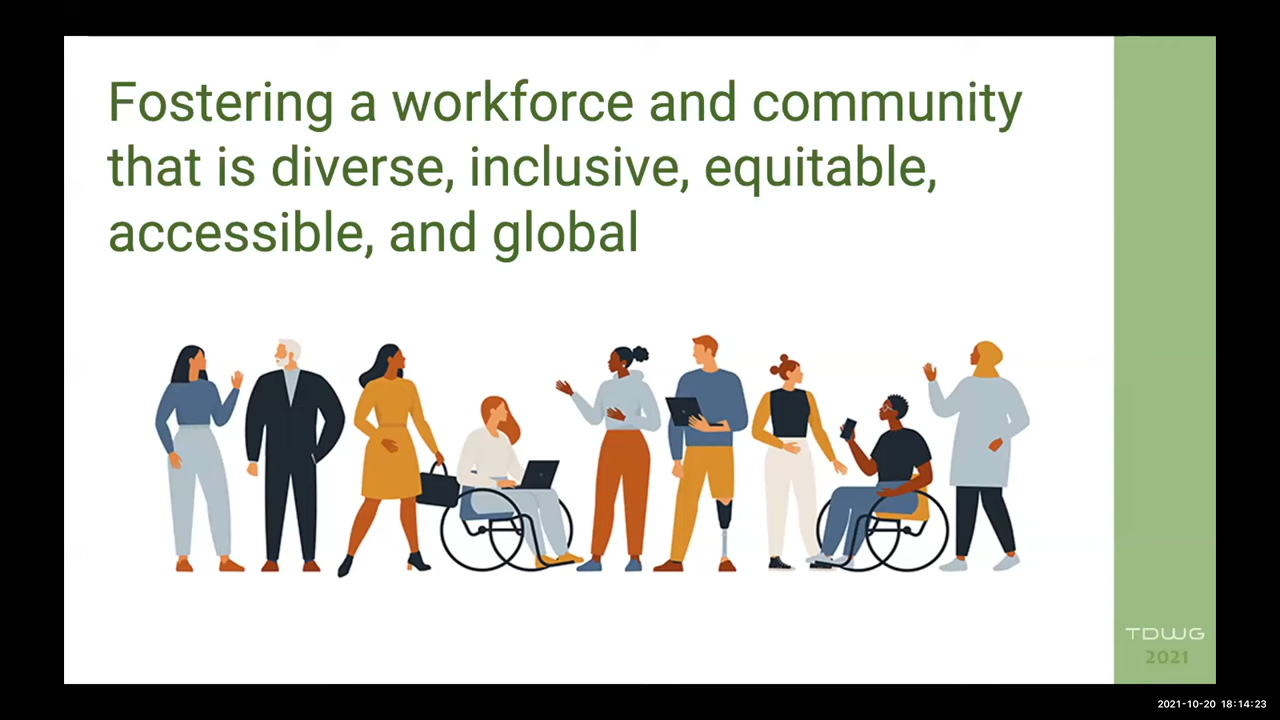 Fostering a workforce and community
that is diverse, inclusive, equitable,
accessible, and global
TDWG
2021
2021-10-20 18:14:23